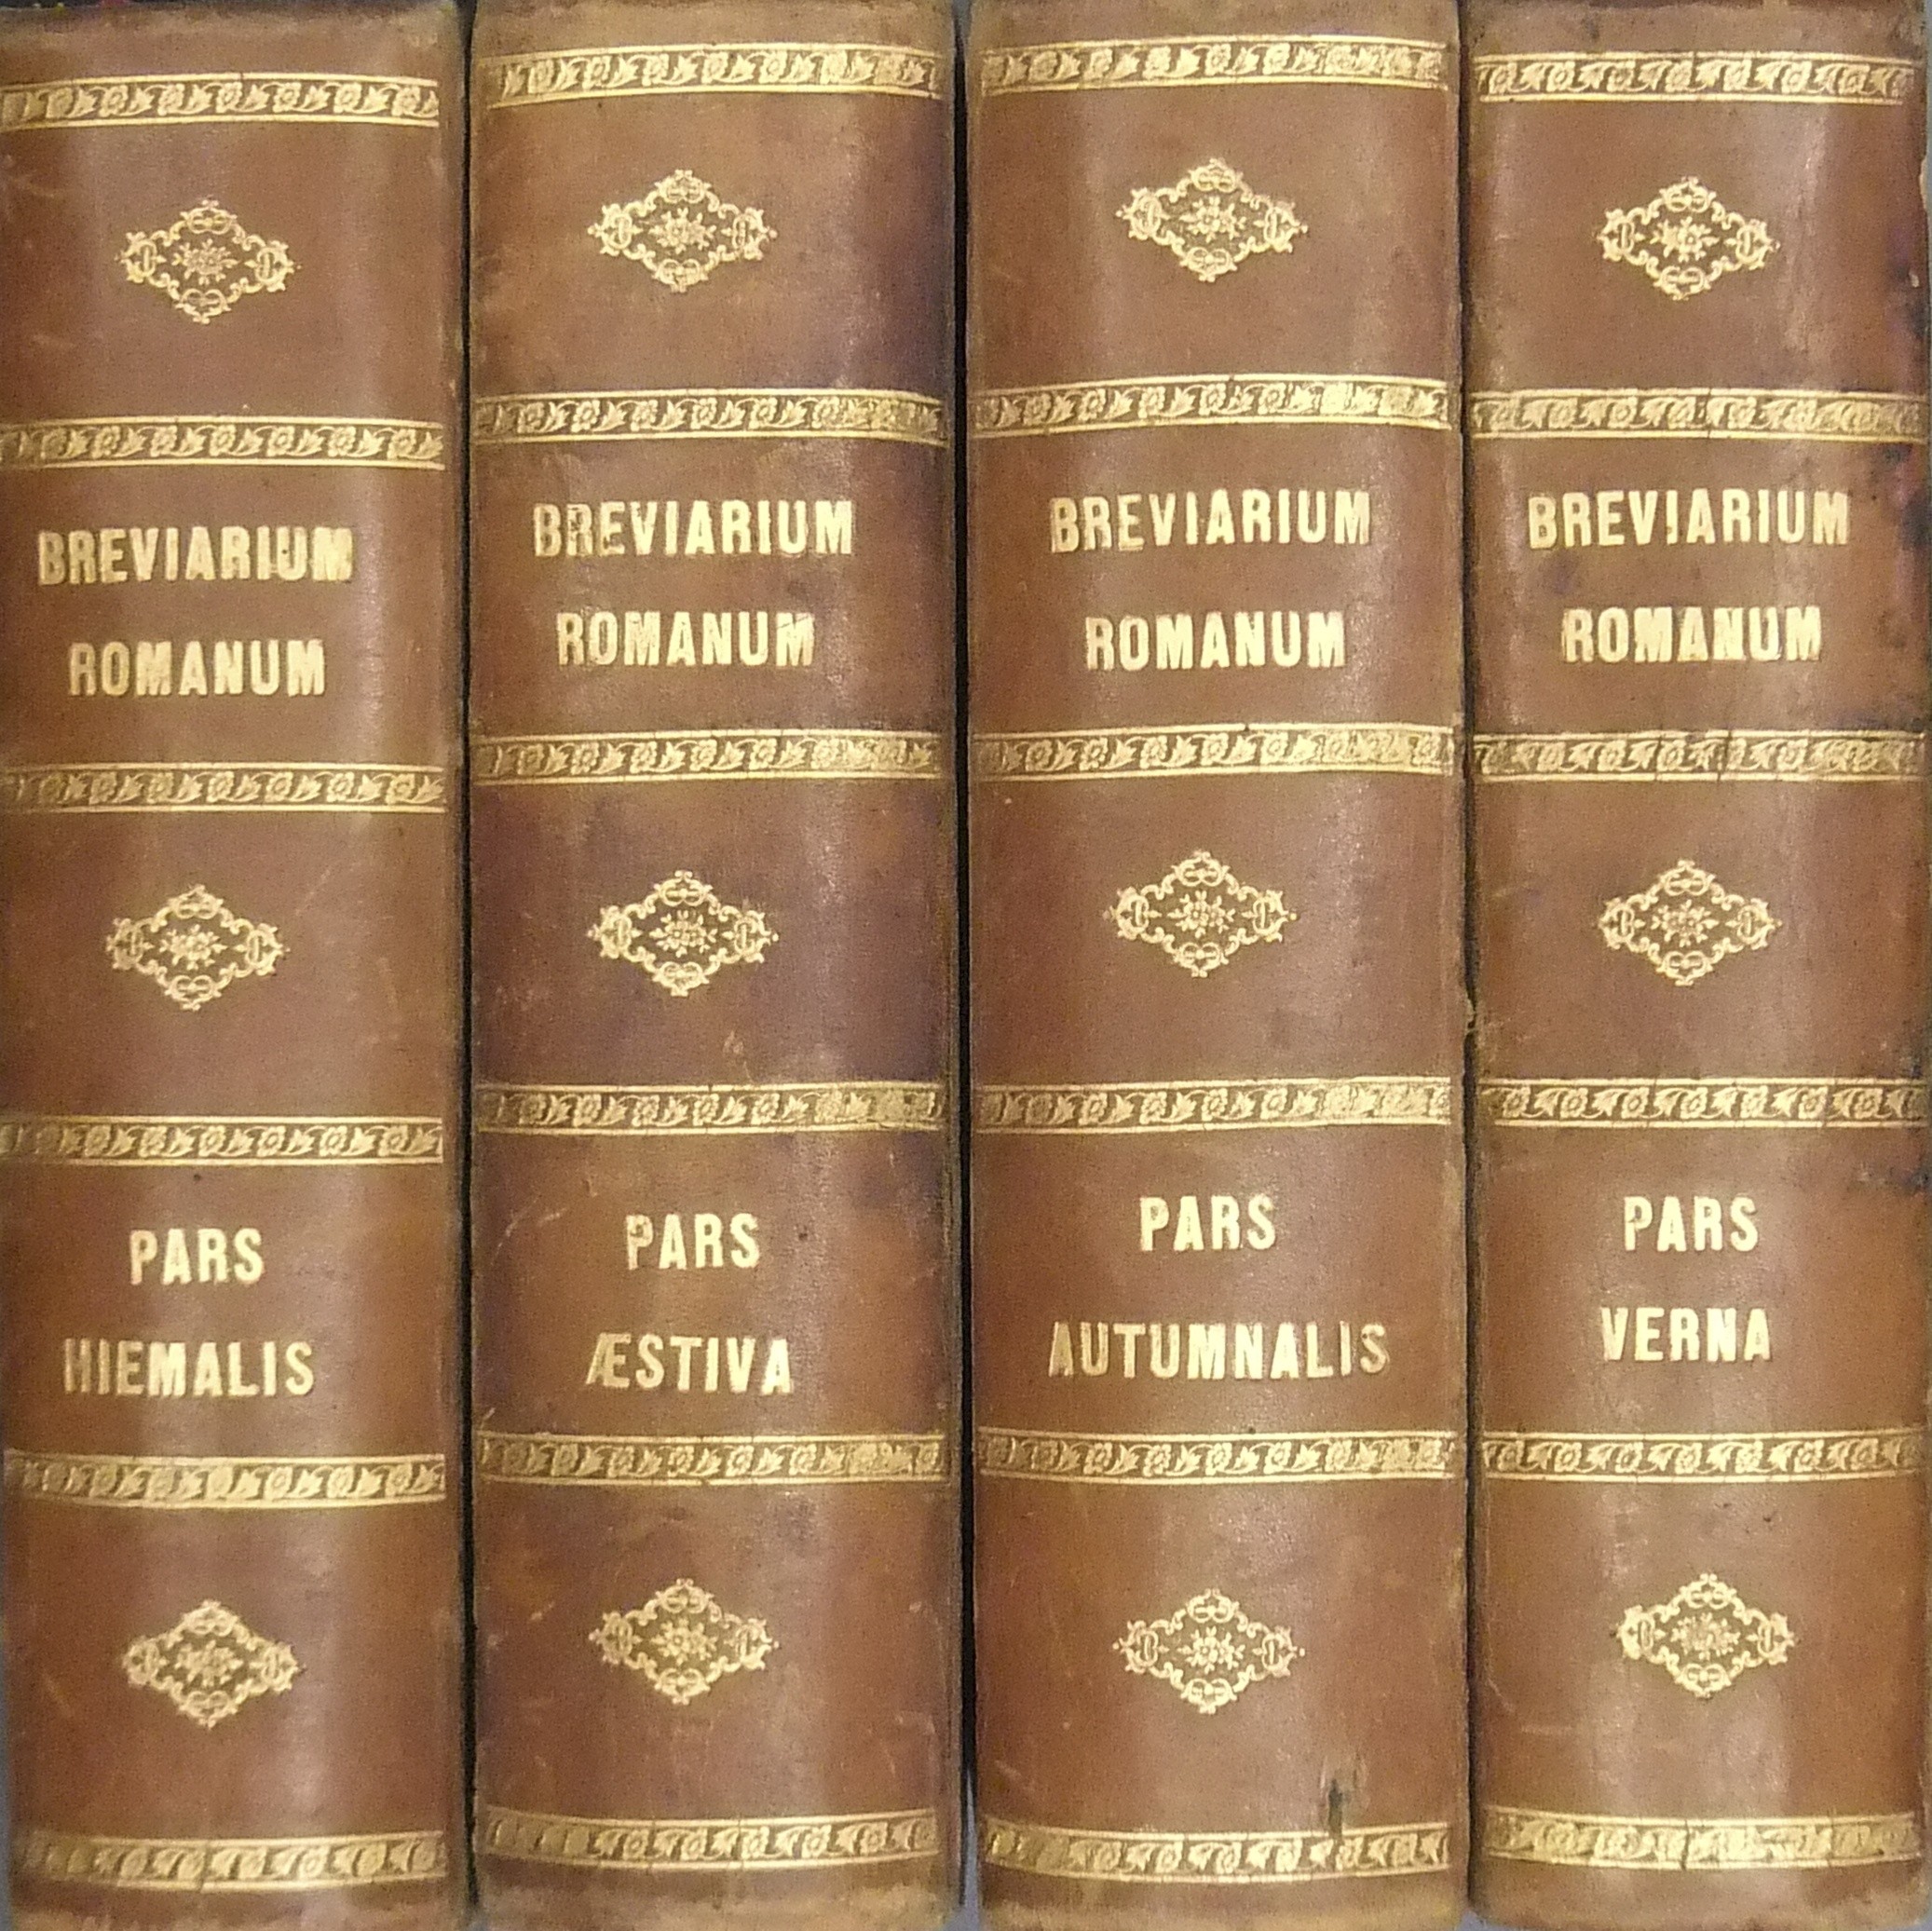 BREVIARIUM
ROMANUM
PARS
HIEMALIS
BREVIARIUM
ROMANUM
PARS
ÆSTIVA
BREVIARIUM
ROMANUM
PARS
AUTUMNALIS
BREVIARIUM
ROMANUM
PARS
VERNA